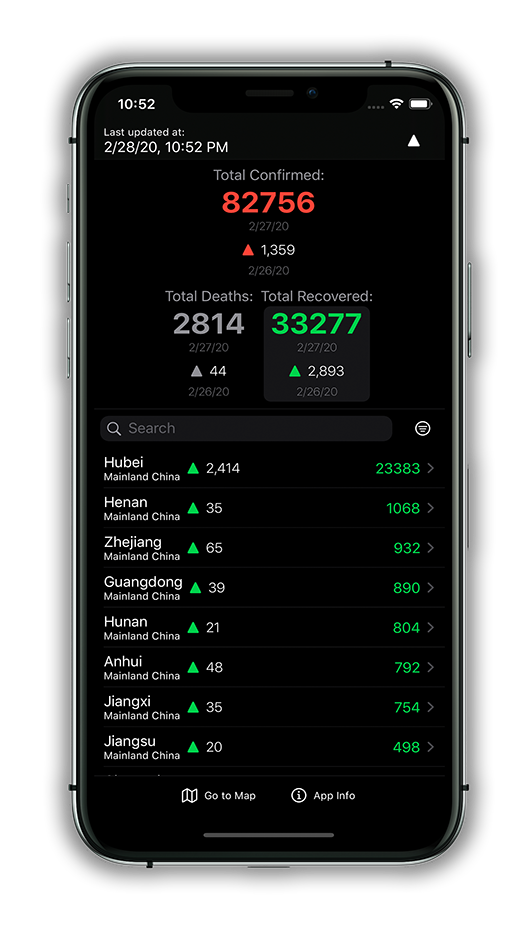 10:52
Last updated at:
2/28/20, 10:52 PM
Total Confirmed:
82756
2/27/20
▲ 1,359
2/26/20
Total Deaths: Total Recovered:
2814 33277
2/27/20 2/27/20
▲ 44 ▲ 2,893
2/26/20 2/26/20
Search
Hubei
Mainland China ▲ 2,414 23383
Henan
Mainland China ▲ 35 1068
Zhejiang
Mainland China ▲ 65 932
Guangdong
Mainland China ▲ 39 890
Hunan
Mainland China ▲ 21 804
Anhui
Mainland China ▲ 48 792
Jiangxi
Mainland China ▲ 35 754
Jiangsu
Mainland China ▲ 20 498
Go to Map App Info